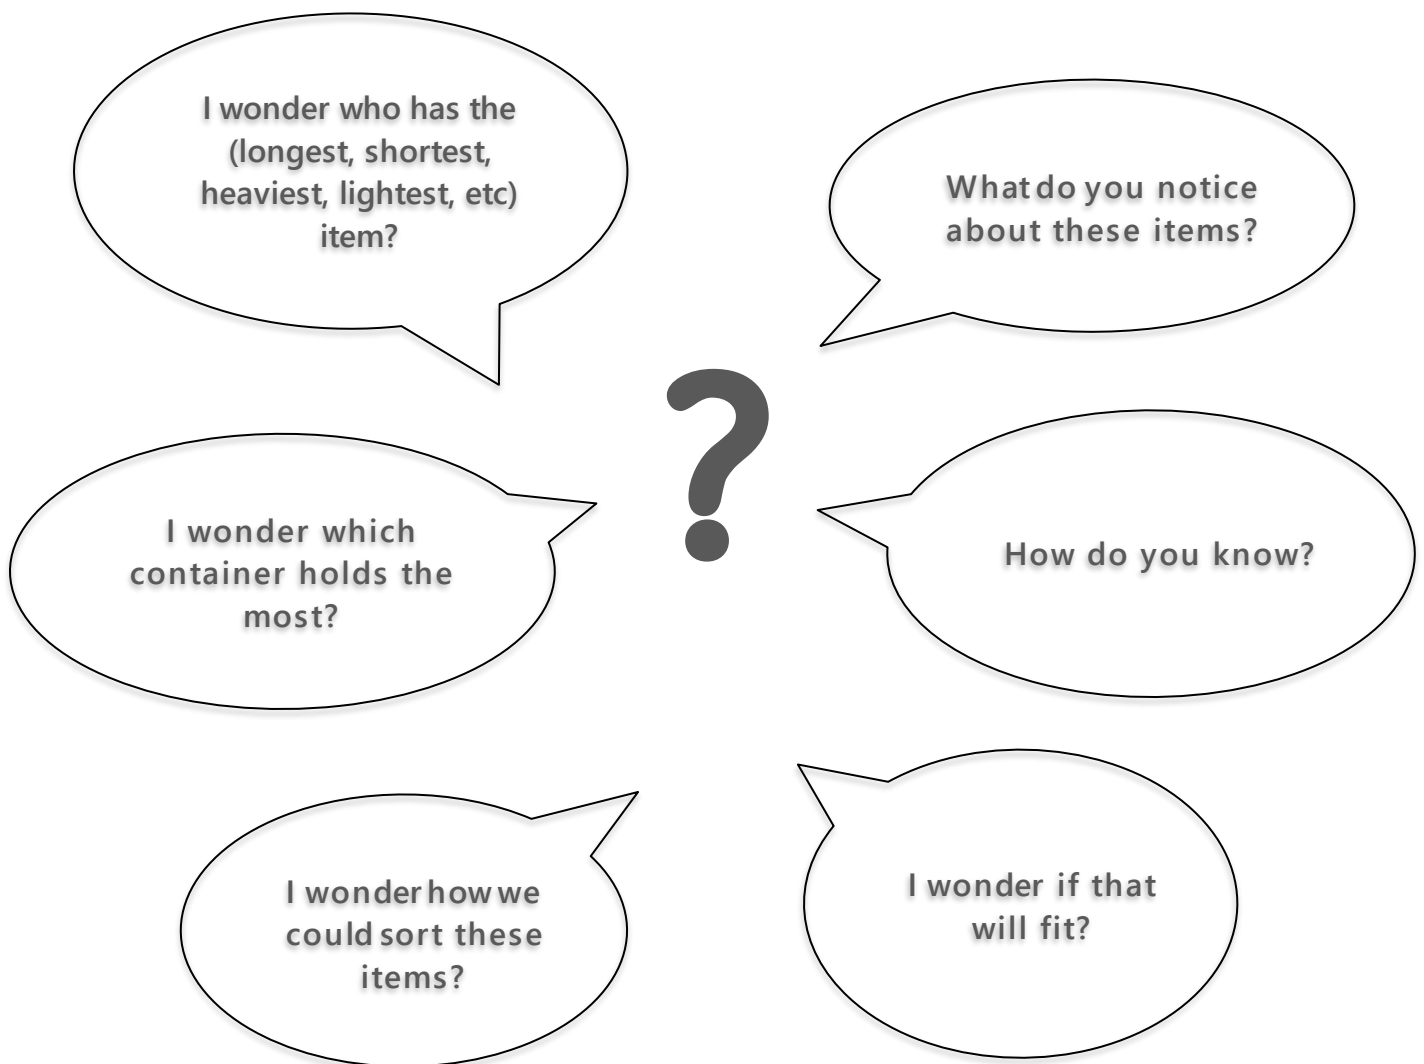 I wonder who has the
(longest, shortest,
heaviest, lightest, etc)
item?
What do you notice
about these items?
?
I wonder which
container holds the
most?
How do you know?
I wonder how we
could sort these
items?
I wonder if that
will fit?